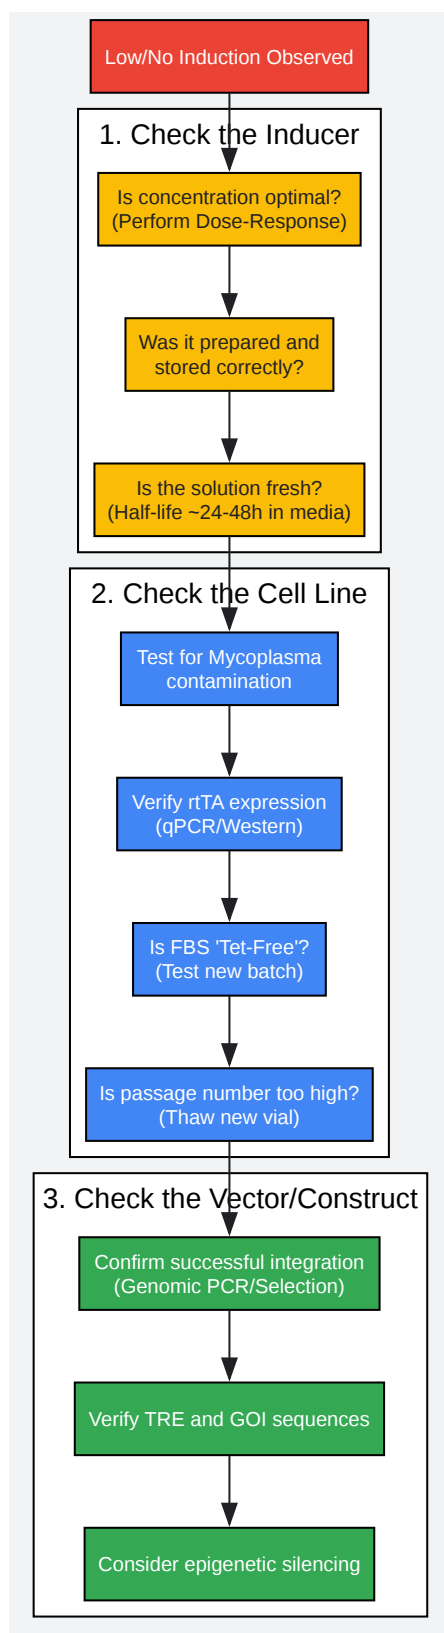 Low/No Induction Observed
1. Check the Inducer
Is concentration optimal?
(Perform Dose-Response)
Was it prepared and
stored correctly?
Is the solution fresh?
(Half-life ~24-48h in media)
2. Check the Cell Line
Test for Mycoplasma
contamination
Verify rtTA expression
(qPCR/Western)
Is FBS 'Tet-Free'?
(Test new batch)
Is passage number too high?
(Thaw new vial)
3. Check the Vector/Construct
Confirm successful integration
(Genomic PCR/Selection)
Verify TRE and GOI sequences
Consider epigenetic silencing